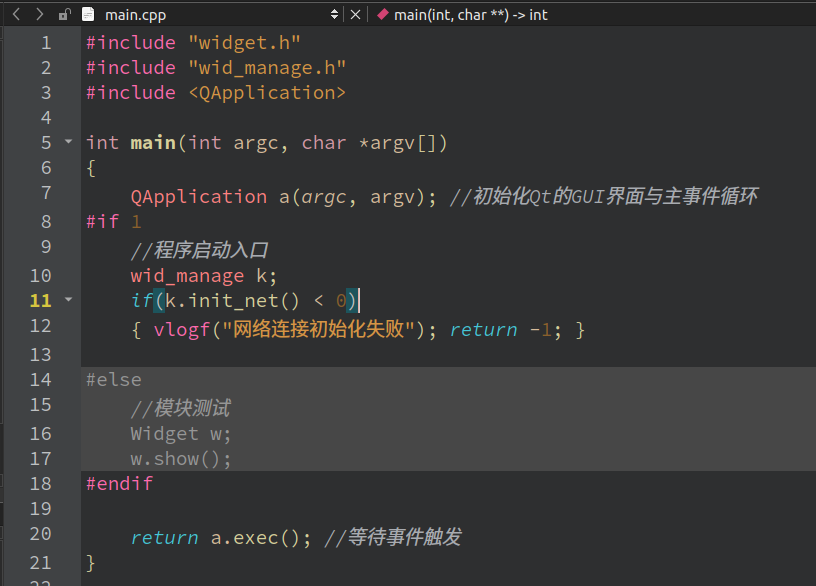 main.cpp main(int, char **) -> int
1 #include "widget.h"
2 #include "wid_manage.h"
3 #include <QApplication>
4
5 int main(int argc, char *argv[])
6 {
7 QApplication a(argc, argv); //初始化Qt的GUI界面与主事件循环
8 #if 1
9 //程序启动入口
10 wid_manage k;
11 if(k.init_net() < 0)
12 { vlogf("网络连接初始化失败"); return -1; }
13
14 #else
15 //模块测试
16 Widget w;
17 w.show();
18 #endif
19
20 return a.exec(); //等待事件触发
21 }
22